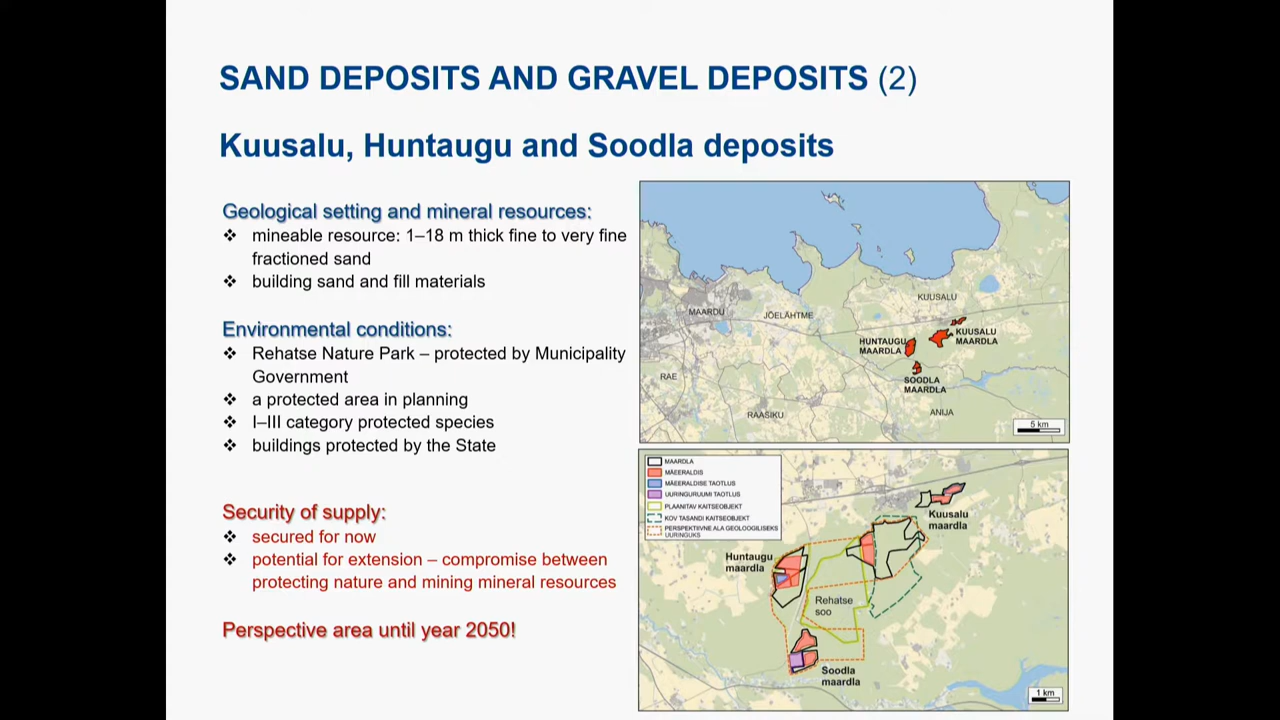 SAND DEPOSITS AND GRAVEL DEPOSITS (2)
Kuusalu, Huntaugu and Soodla deposits
Geological setting and mineral resources:
❖ mineable resource: 1–18 m thick fine to very fine
fractioned sand
❖ building sand and fill materials
Environmental conditions:
❖ Rehatse Nature Park – protected by Municipality
Government
❖ a protected area in planning
❖ I–III category protected species
❖ buildings protected by the State
Security of supply:
❖ secured for now
❖ potential for extension – compromise between
protecting nature and mining mineral resources
Perspective area until year 2050!
KUUSALU
MAARDU
JÕELÄHTME
KUUSALU
MAARDLA
HUNTAUGU
MAARDLA
RAE
SOODLA
MAARDLA
RAASIKU
ANIJA
5 km
MAARDLA
MÄEERALDIS
MÄEERALDISE TAOTLUS
UURINGURUUMI TAOTLUS
PLAANITAV KAITSEOBJEKT
KOV TASANDI KAITSEOBJEKT
PERSPEKTIIVNE ALA GEOLOOGILISEKS
UURINGUKS
Kuusalu
maardla
Huntaugu
maardla
Rehatse
soo
Soodla
maardla
1 km